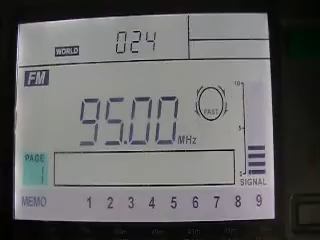 024
WORLD
FM
95.00 MHz
FAST
10
5
0
PAGE
1
SIGNAL
MEMO 1 2 3 4 5 6 7 8 9